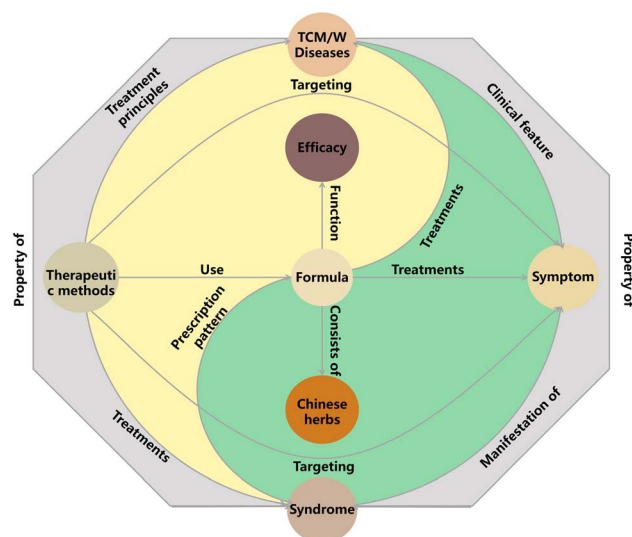 TCM/W
Diseases
Treatment
principles
Targeting
Clinical feature
Efficacy
Function
Treatments
Property of
Therapeuti
c methods
Use
Formula
Treatments
Symptom
Property of
Prescription
pattern
Consists of
Chinese
herbs
Treatments
Targeting
Manifestation of
Syndrome